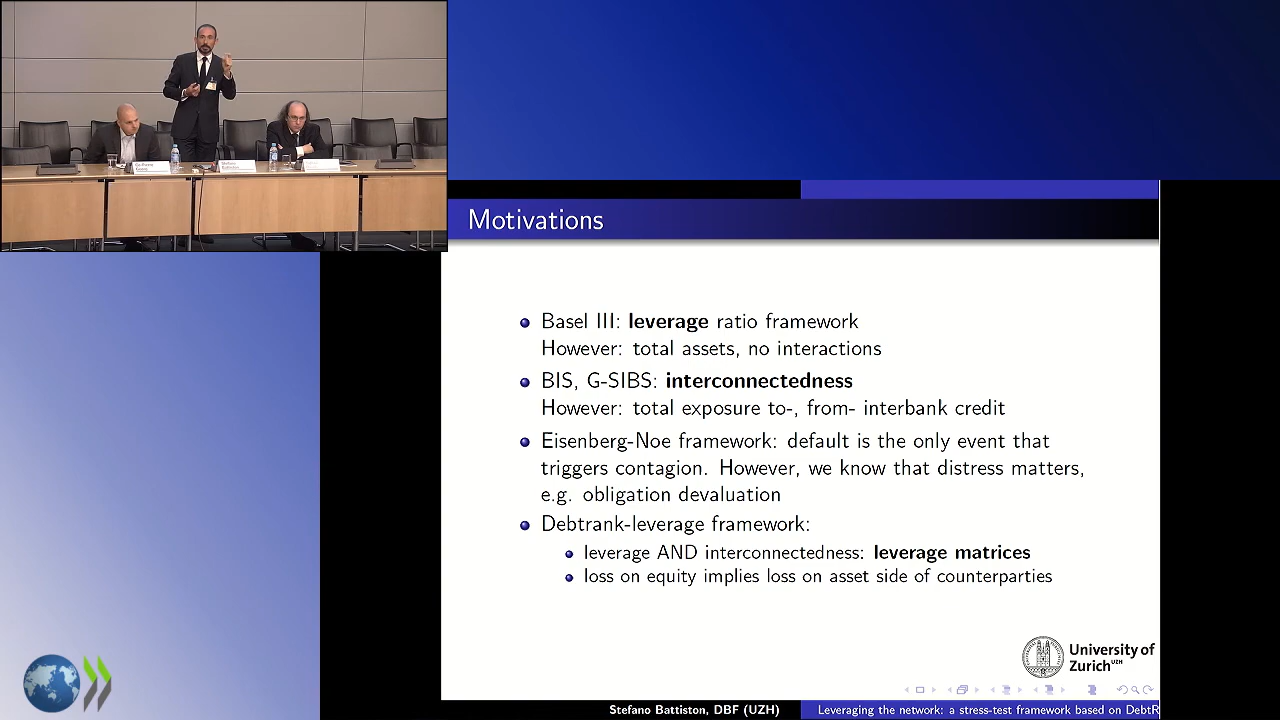 Stefano
Battiston
Motivations
Basel III: leverage ratio framework
However: total assets, no interactions
BIS, G-SIBS: interconnectedness
However: total exposure to-, from- interbank credit
Eisenberg-Noe framework: default is the only event that
triggers contagion. However, we know that distress matters,
e.g. obligation devaluation
Debtrank-leverage framework:
leverage AND interconnectedness: leverage matrices
loss on equity implies loss on asset side of counterparties
University of
Zurich UZH
Stefano Battiston, DBF (UZH)
Leveraging the network: a stress-test framework based on DebtR